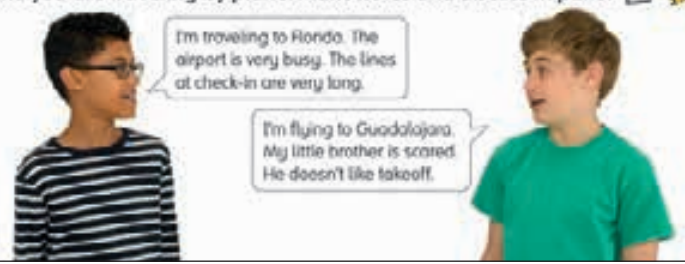 I'm traveling to Florida. The
airport is very busy. The lines
at check-in are very long.
I'm flying to Guadalajara.
My little brother is scared.
He doesn't like takeoff.